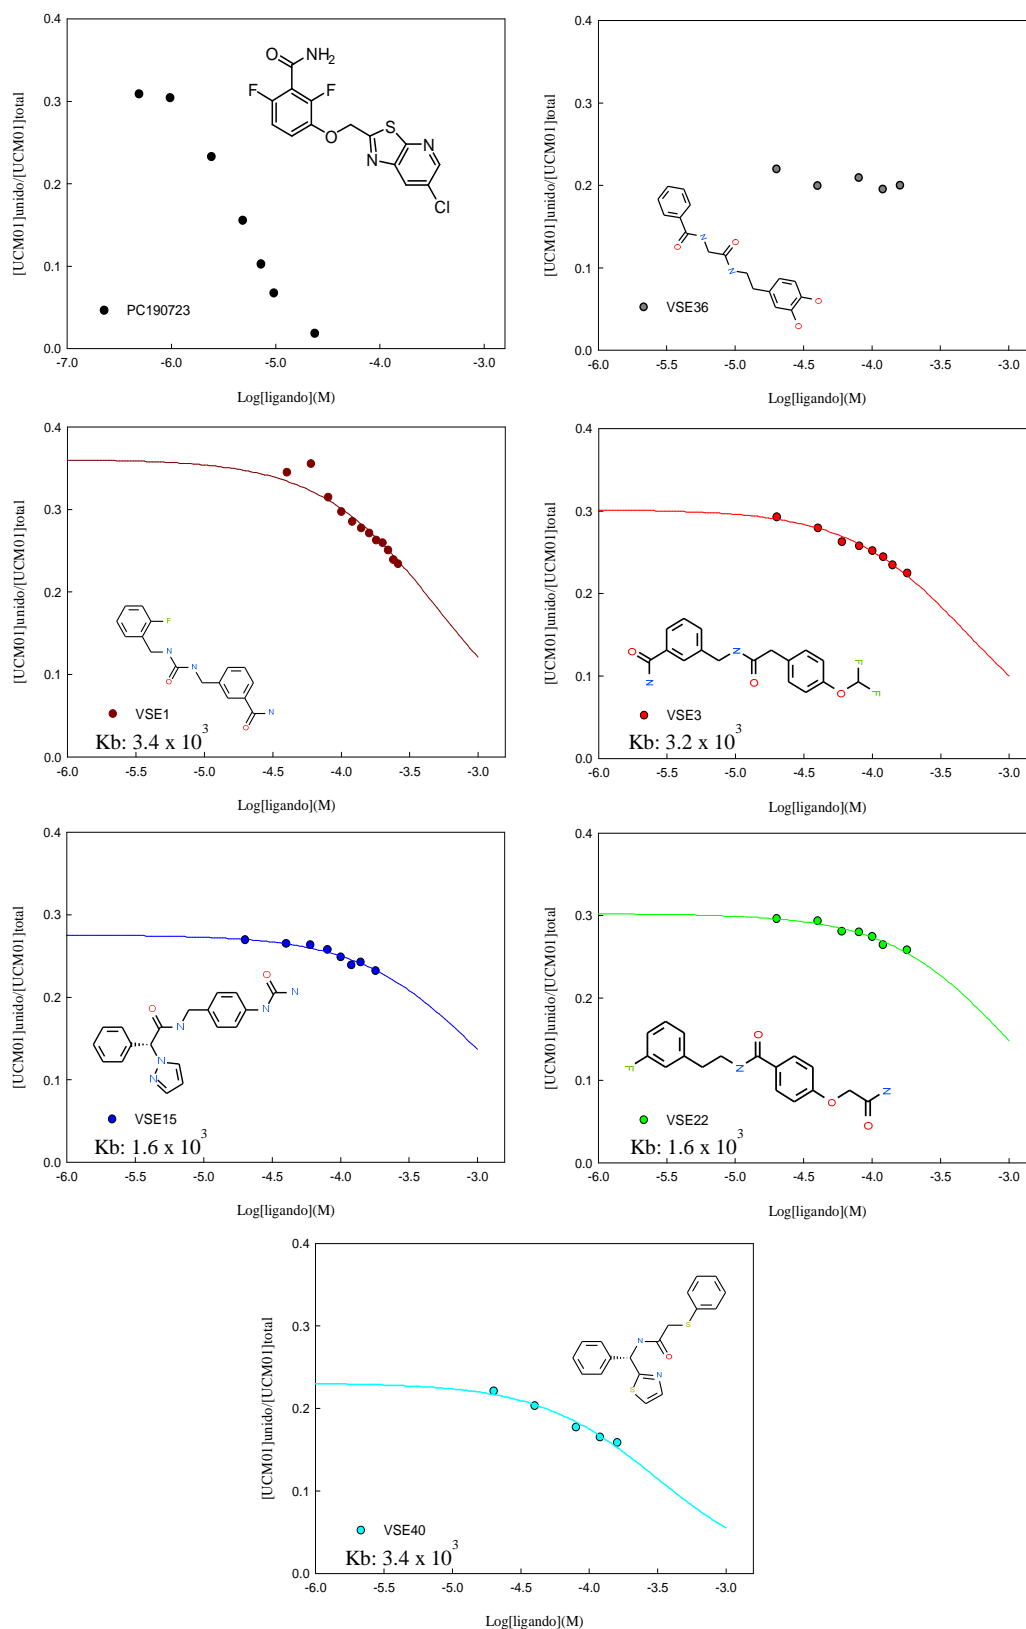 0.4
0.3
0.2
0.1
0.0
[UCM01]unido/[UCM01]total
O
NH2
F
F
O
S
N
N
Cl
PC190723
-7.0 -6.0 -5.0 -4.0 -3.0
Log[ligando](M)
0.4
0.3
0.2
0.1
0.0
[UCM01]unido/[UCM01]total
O
N
O
N
O
O
VSE36
-6.0 -5.5 -5.0 -4.5 -4.0 -3.5 -3.0
Log[ligando](M)
0.4
0.3
0.2
0.1
0.0
[UCM01]unido/[UCM01]total
F
N
N
O
N
O
VSE1
Kb: 3.4 x 10^3
-6.0 -5.5 -5.0 -4.5 -4.0 -3.5 -3.0
Log[ligando](M)
0.4
0.3
0.2
0.1
0.0
[UCM01]unido/[UCM01]total
O
N
N
O
F
O
F
VSE3
Kb: 3.2 x 10^3
-6.0 -5.5 -5.0 -4.5 -4.0 -3.5 -3.0
Log[ligando](M)
0.4
0.3
0.2
0.1
0.0
[UCM01]unido/[UCM01]total
O
N
N
O
N
N
N
VSE15
Kb: 1.6 x 10^3
-6.0 -5.5 -5.0 -4.5 -4.0 -3.5 -3.0
Log[ligando](M)
0.4
0.3
0.2
0.1
0.0
[UCM01]unido/[UCM01]total
F
N
O
O
N
O
VSE22
Kb: 1.6 x 10^3
-6.0 -5.5 -5.0 -4.5 -4.0 -3.5 -3.0
Log[ligando](M)
0.4
0.3
0.2
0.1
0.0
[UCM01]unido/[UCM01]total
S
N
O
N
S
VSE40
Kb: 3.4 x 10^3
-6.0 -5.5 -5.0 -4.5 -4.0 -3.5 -3.0
Log[ligando](M)